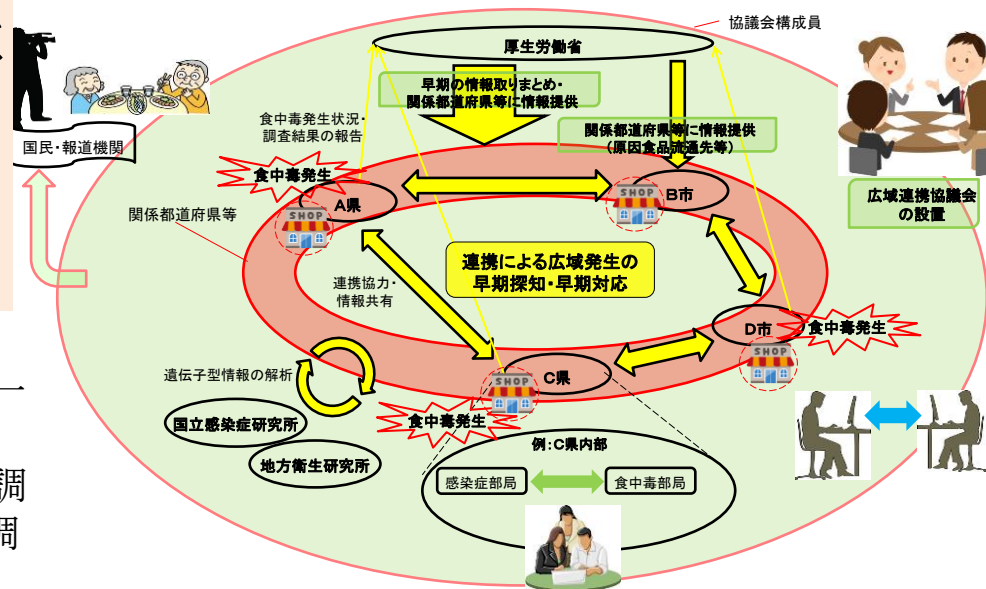 協議会構成員
厚生労働省
早期の情報取りまとめ・
関係都道府県等に情報提供
食中毒発生状況・
調査結果の報告
関係都道府県等に情報提供
(原因食品流通先等)
国民・報道機関
食中毒発生
A県
SHOP
B市
SHOP
広域連携協議会
の設置
関係都道府県等
連携による広域発生の
早期探知・早期対応
連携協力・
情報共有
D市
食中毒発生
SHOP
C県
SHOP
遺伝子型情報の解析
食中毒発生
国立感染症研究所
地方衛生研究所
例:C県内部
感染症部局
食中毒部局
ー
調
調